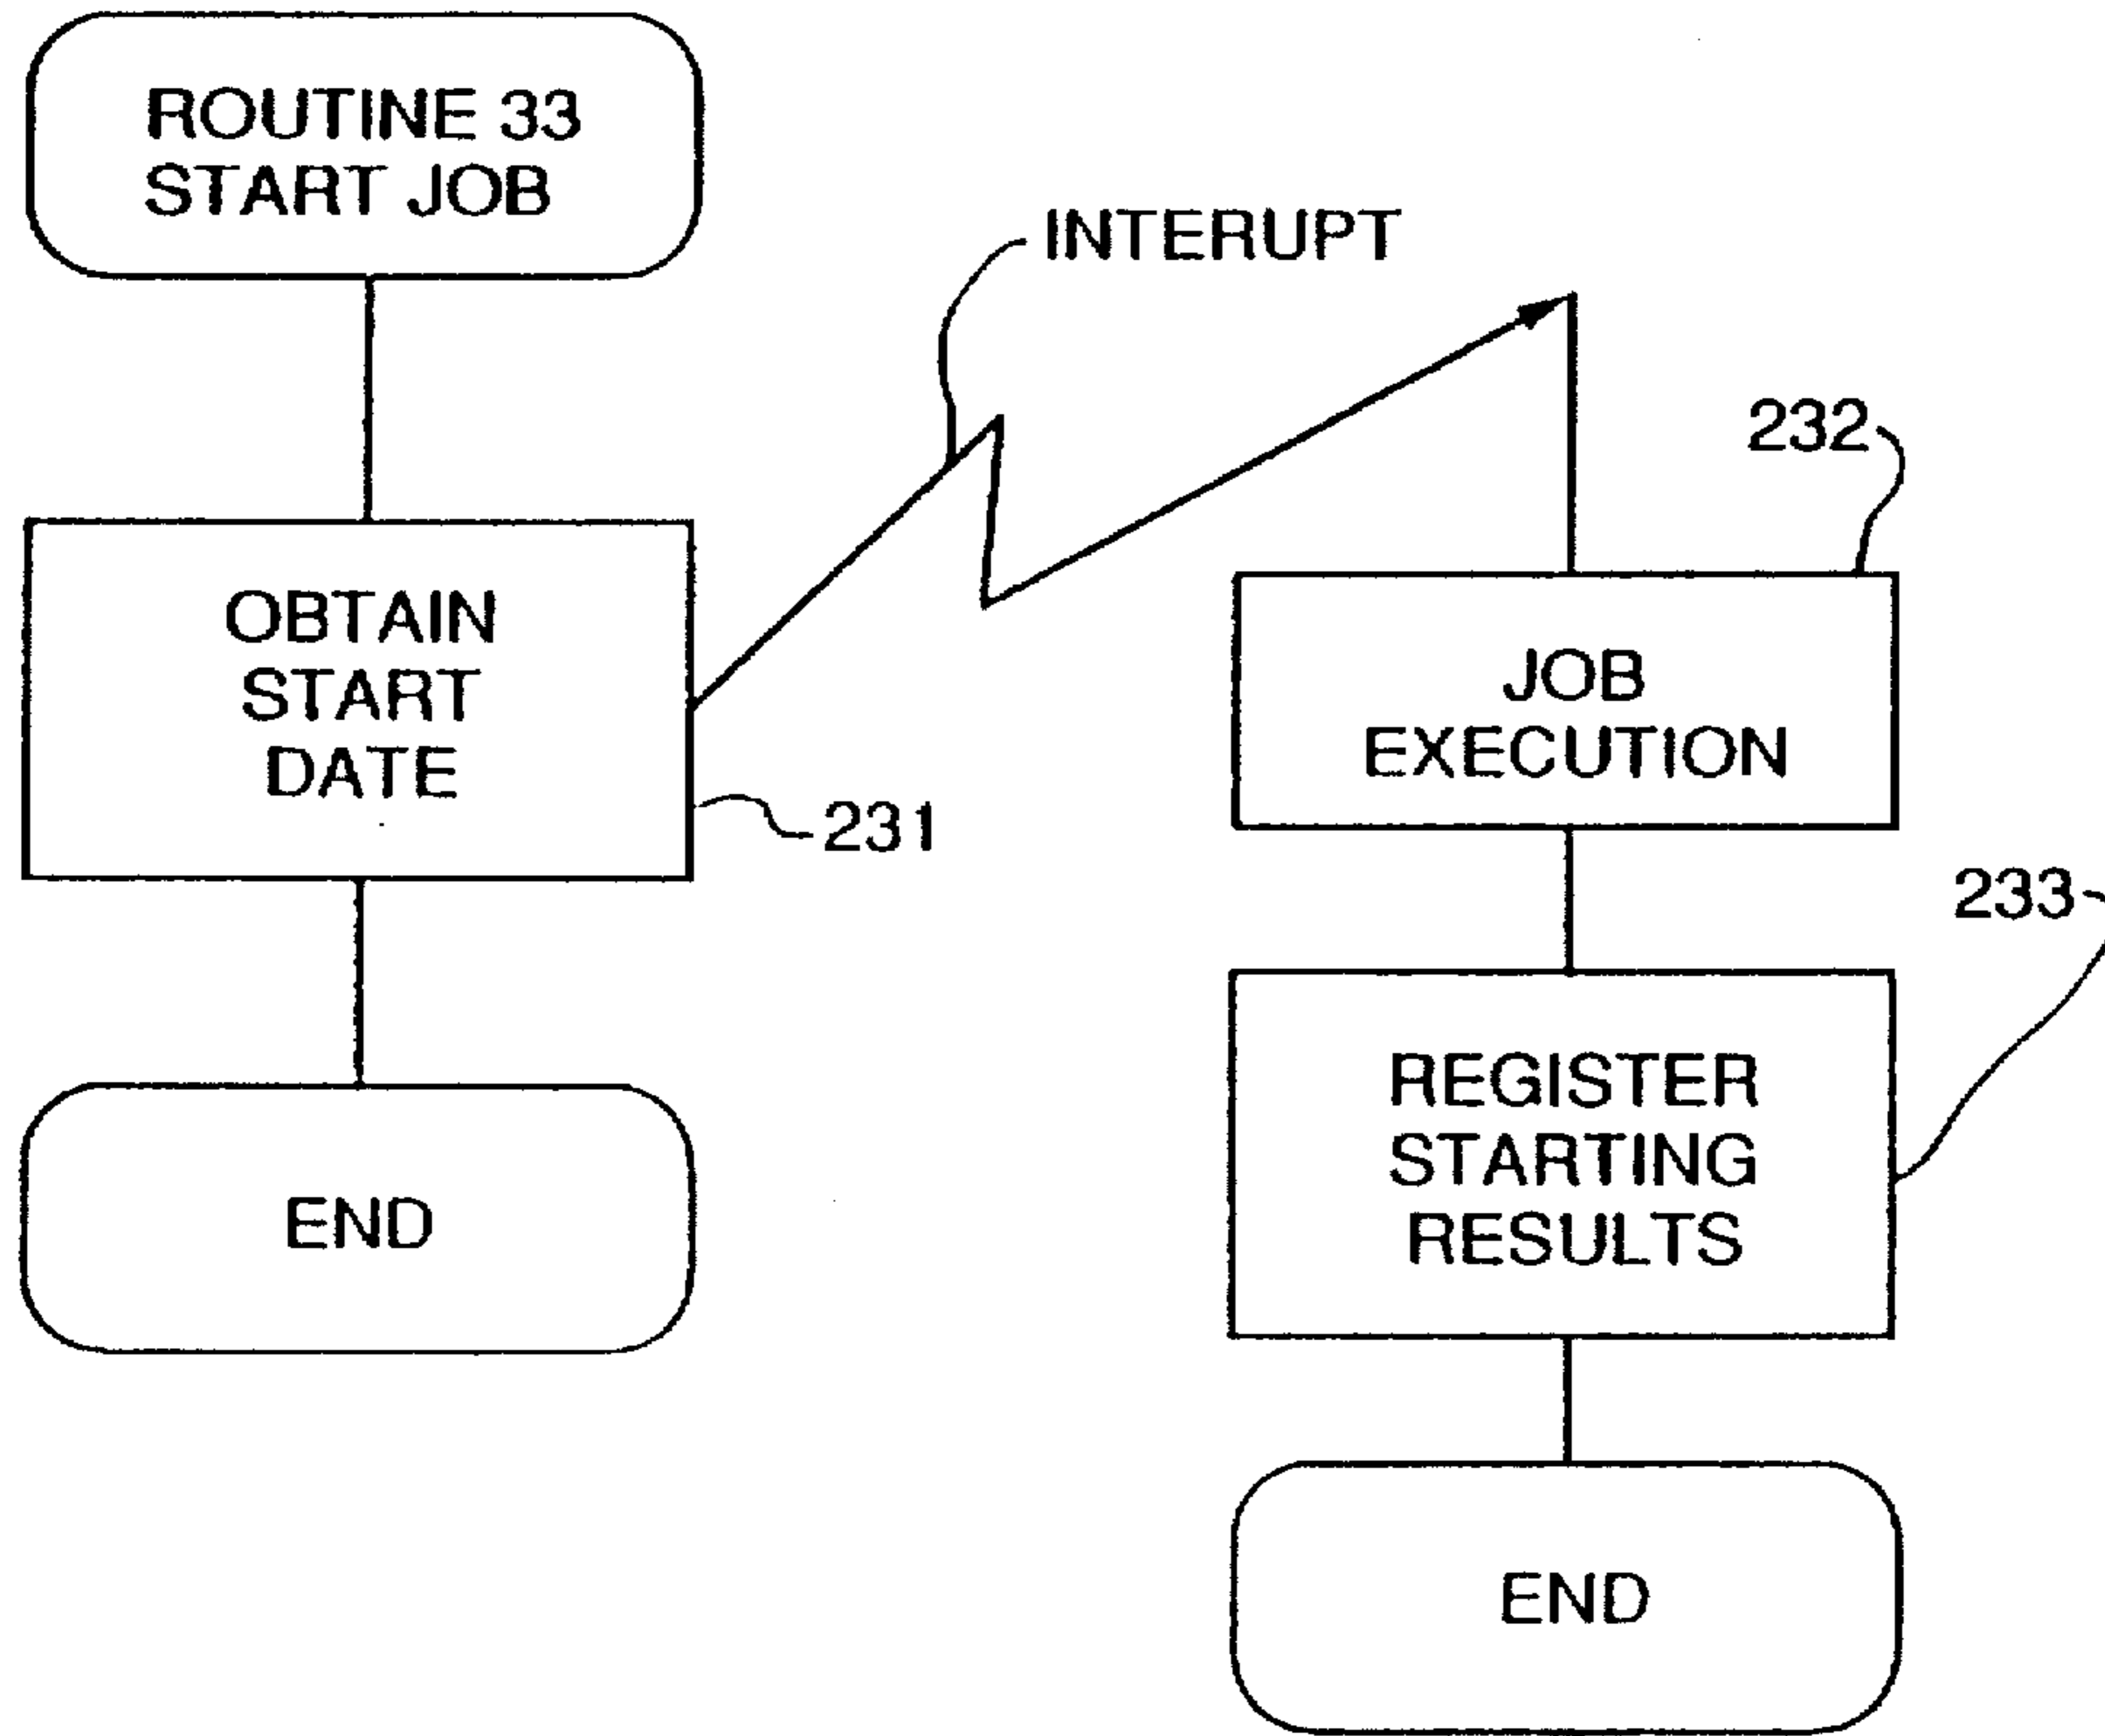 ROUTINE 33
START JOB
INTERUPT
232
OBTAIN
START
DATE
231
JOB
EXECUTION
233
REGISTER
STARTING
RESULTS
END
END